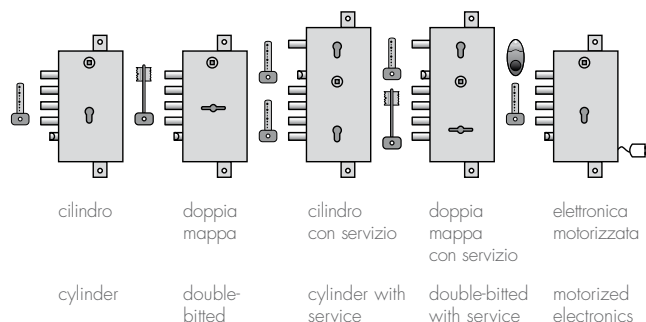 cilindro
doppia
mappa
cilindro
con servizio
doppia
mappa
con servizio
elettronica
motorizzata
cylinder
double-
bitted
cylinder with
service
double-bitted
with service
motorized
electronics